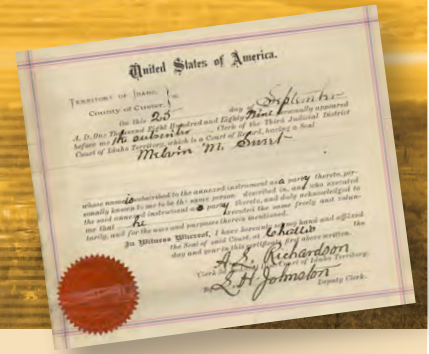 United States of America.
TERRITORY OF IDAHO, } ss.
County of Custer.
On this 25 day of September
A. D. One Thousand Eight Hundred and Eighty Nine personally appeared
before me the subscriber Clerk of the Third Judicial District
Court of Idaho Territory, which is a Court of Record, having a Seal
Melvin M.
whose name is subscribed to the annexed instrument as a party thereto, per-
sonally known to me to be the same person described in, and who executed
the said annexed instrument as a party thereto, and duly acknowledged to
me that he executed the same freely and volun-
tarily, and for the uses and purposes therein mentioned.
In Witness Whereof, I have hereunto my hand and affixed
the Seal of said Court, at Challis the
day and year in this certificate first above written.
A. S. Richardson
Clerk Court of Idaho Territory.
By S. H. Johnston
Deputy Clerk.